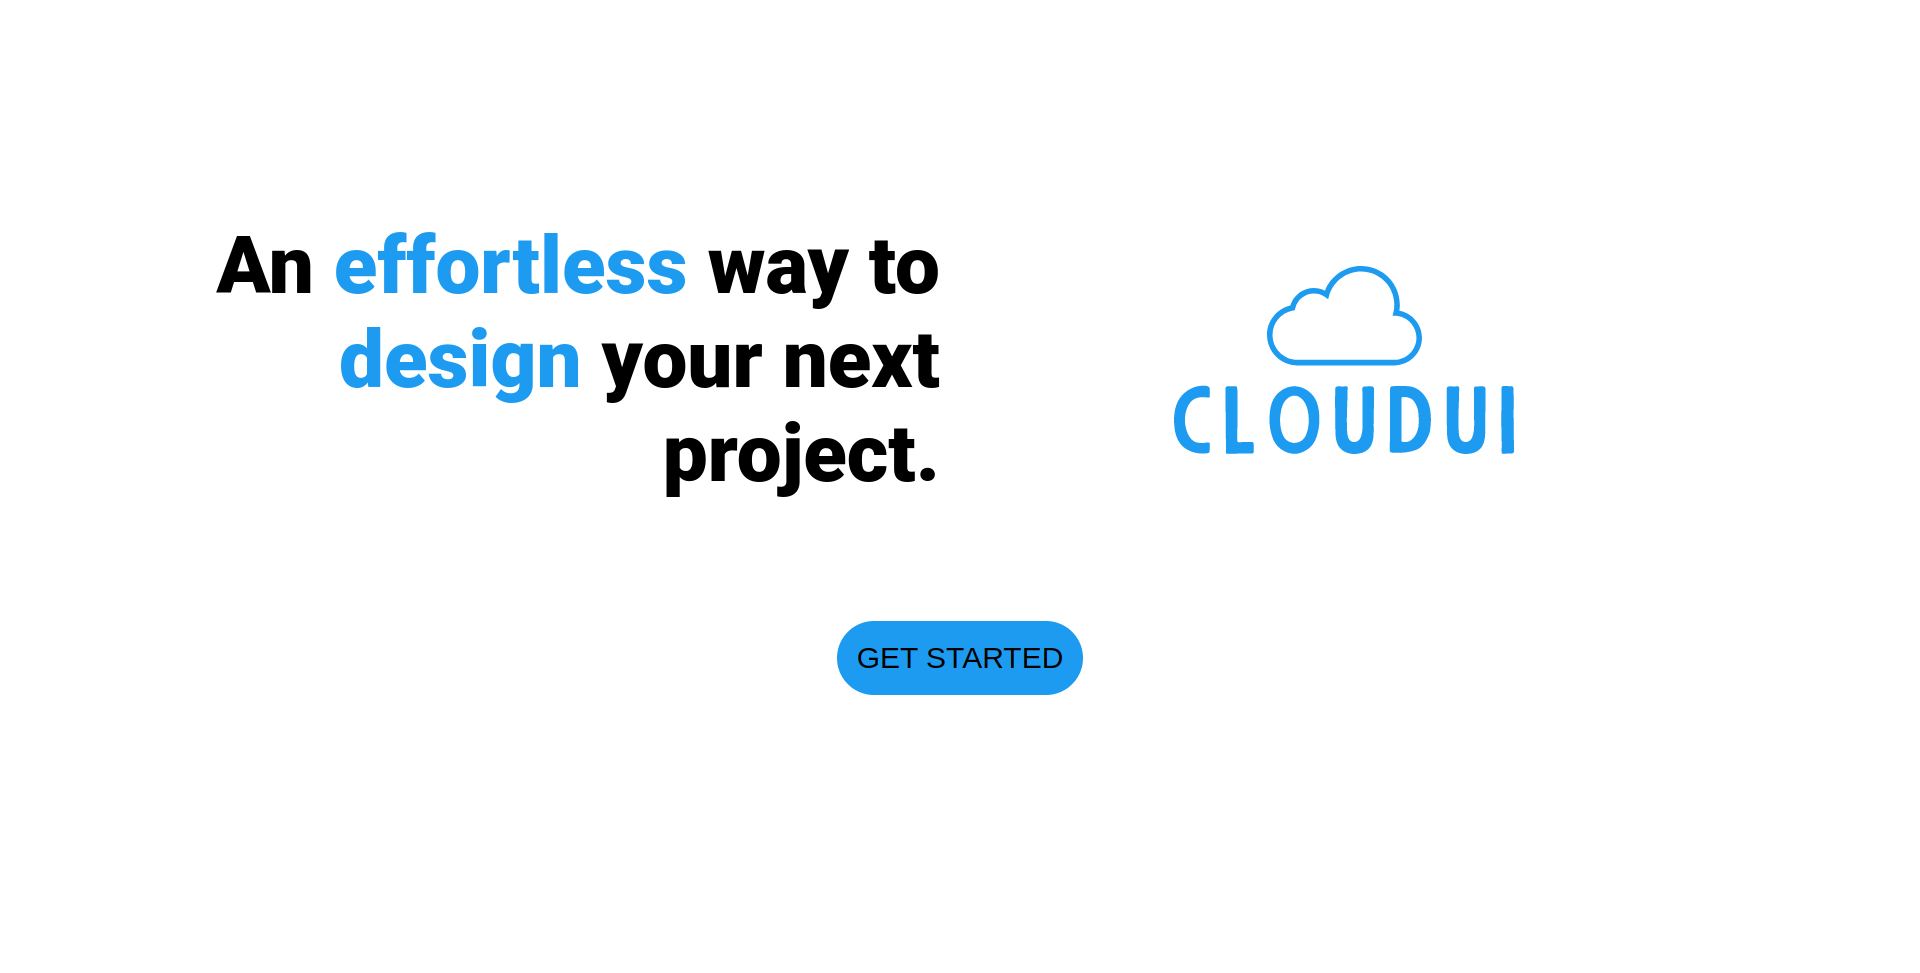 An effortless way to
design your next
project.
CLOUDUI
GET STARTED